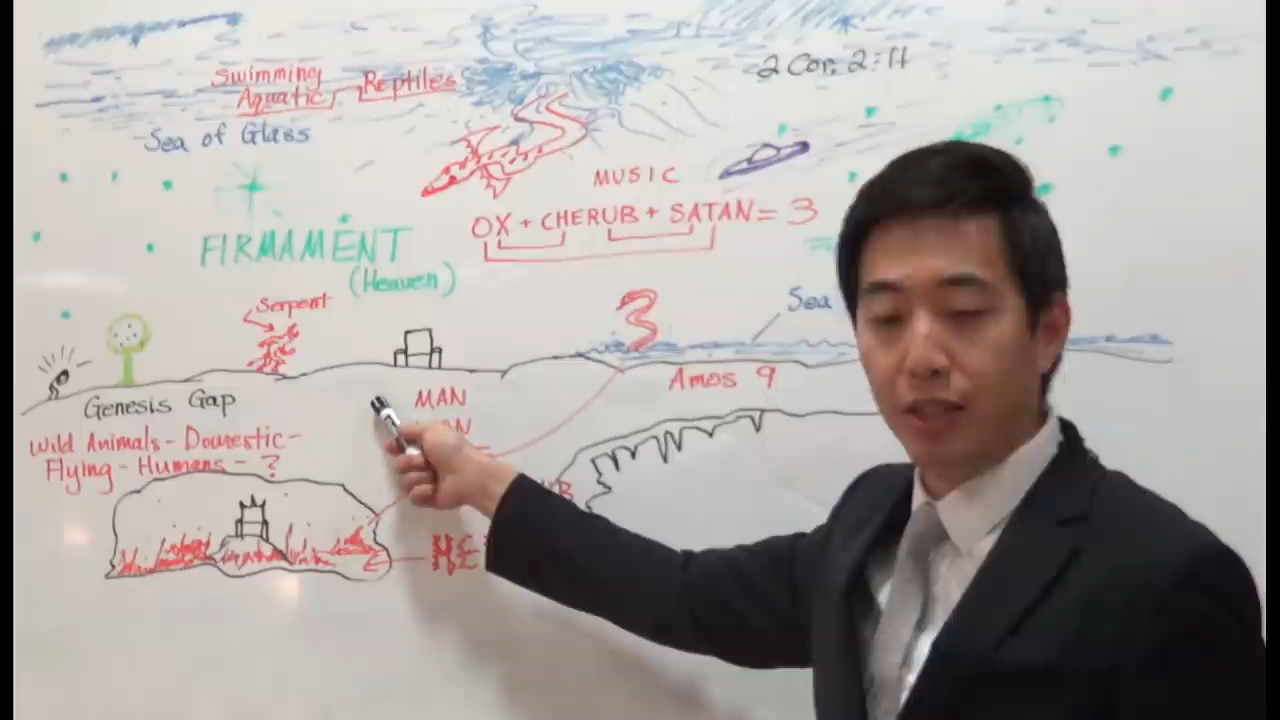 2 Cor. 2:11
Swimming
Aquatic, Reptiles
Sea of Glass
MUSIC
OX + CHERUB + SATAN = 3
FIRMAMENT
(Heaven)
Serpent
Sea
Genesis Gap
MAN
Amos 9
Wild Animals - Domestic -
Flying - Humans - ?